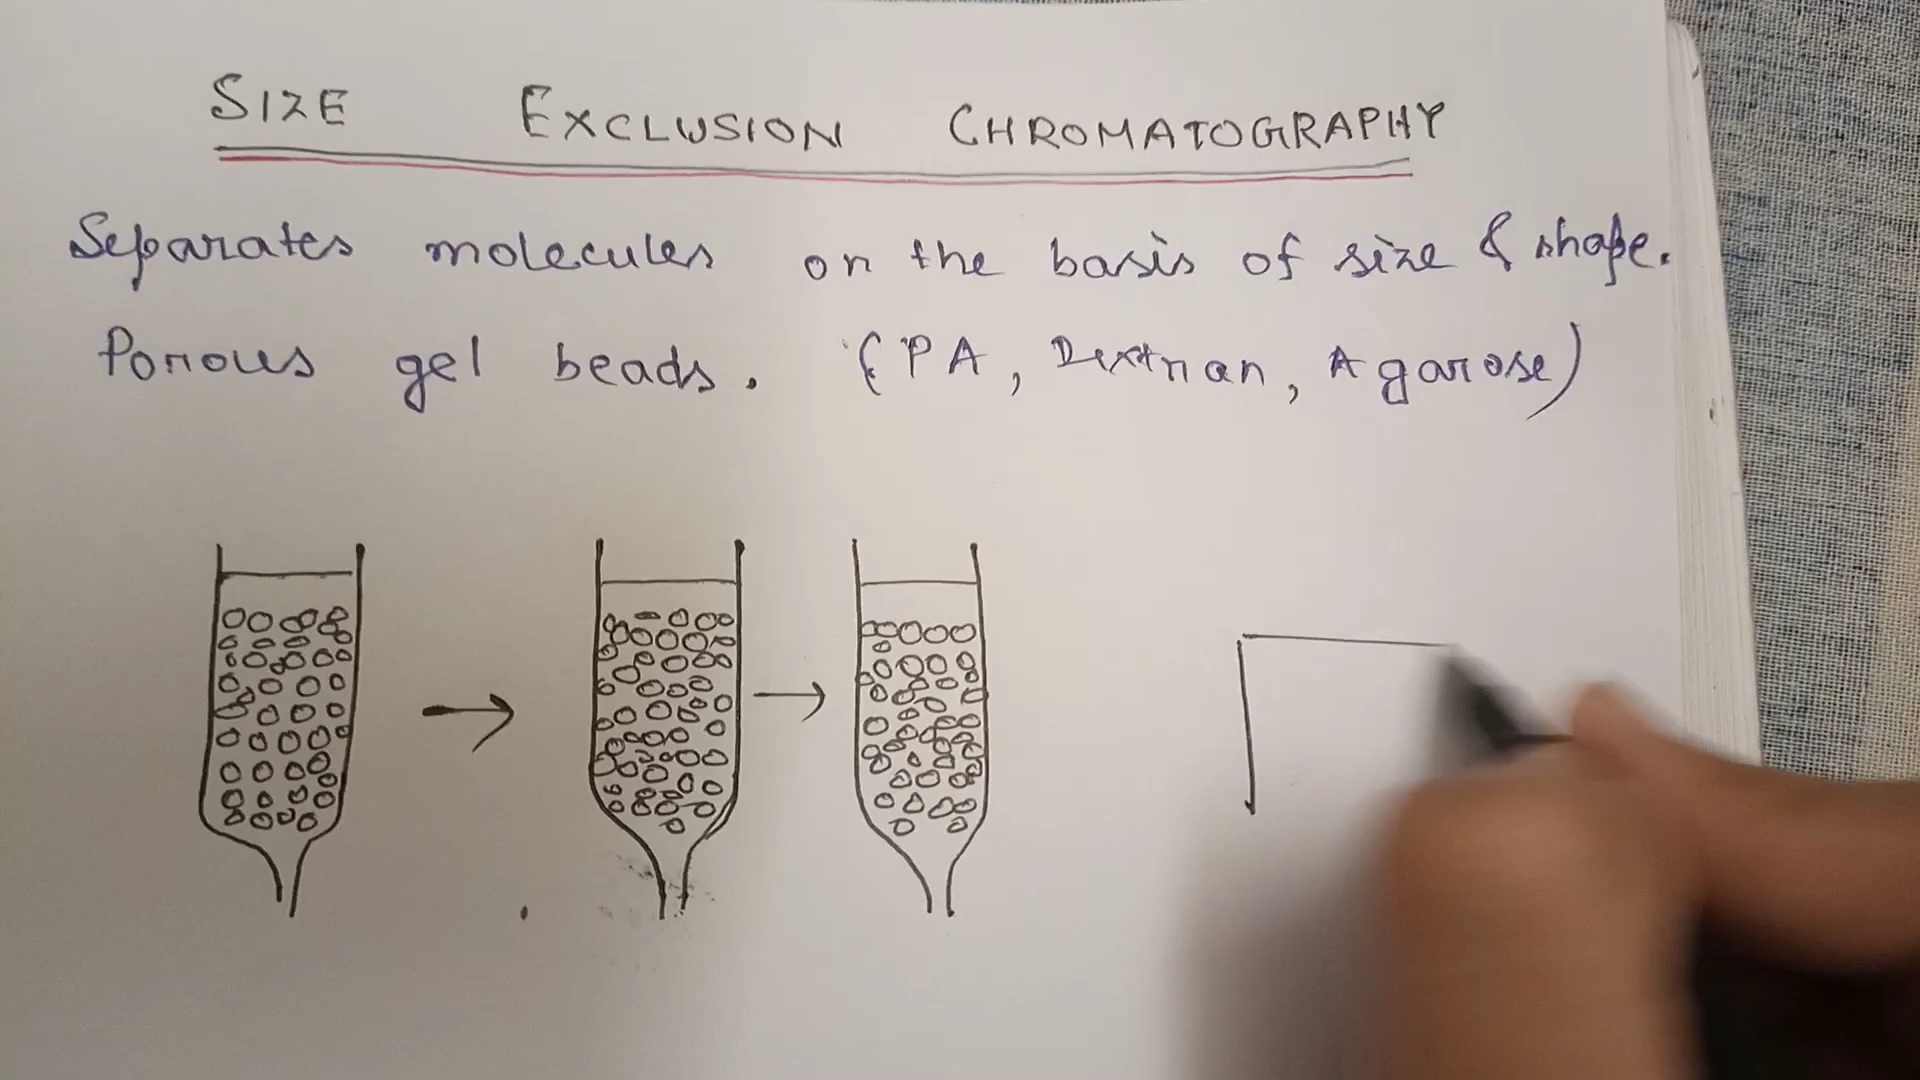 SIZE EXCLUSION CHROMATOGRAPHY
Separates molecules on the basis of size & shape.
Porous gel beads. (PA, Dextran, Agarose)